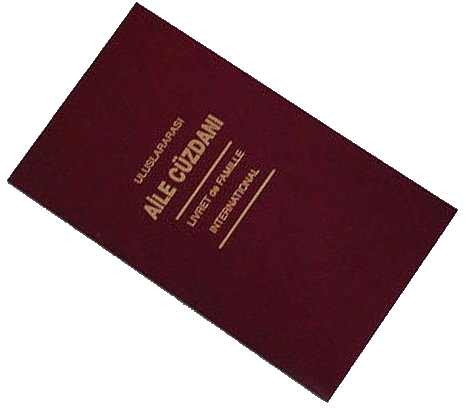 ULUSLARARASI
AİLE CÜZDANI
LIVRET de FAMILLE
INTERNATIONAL